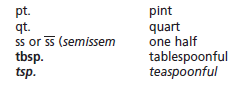 pt. pint
qt. quart
ss or s̅s̅ (semissem one half
tbsp. tablespoonful
tsp. teaspoonful